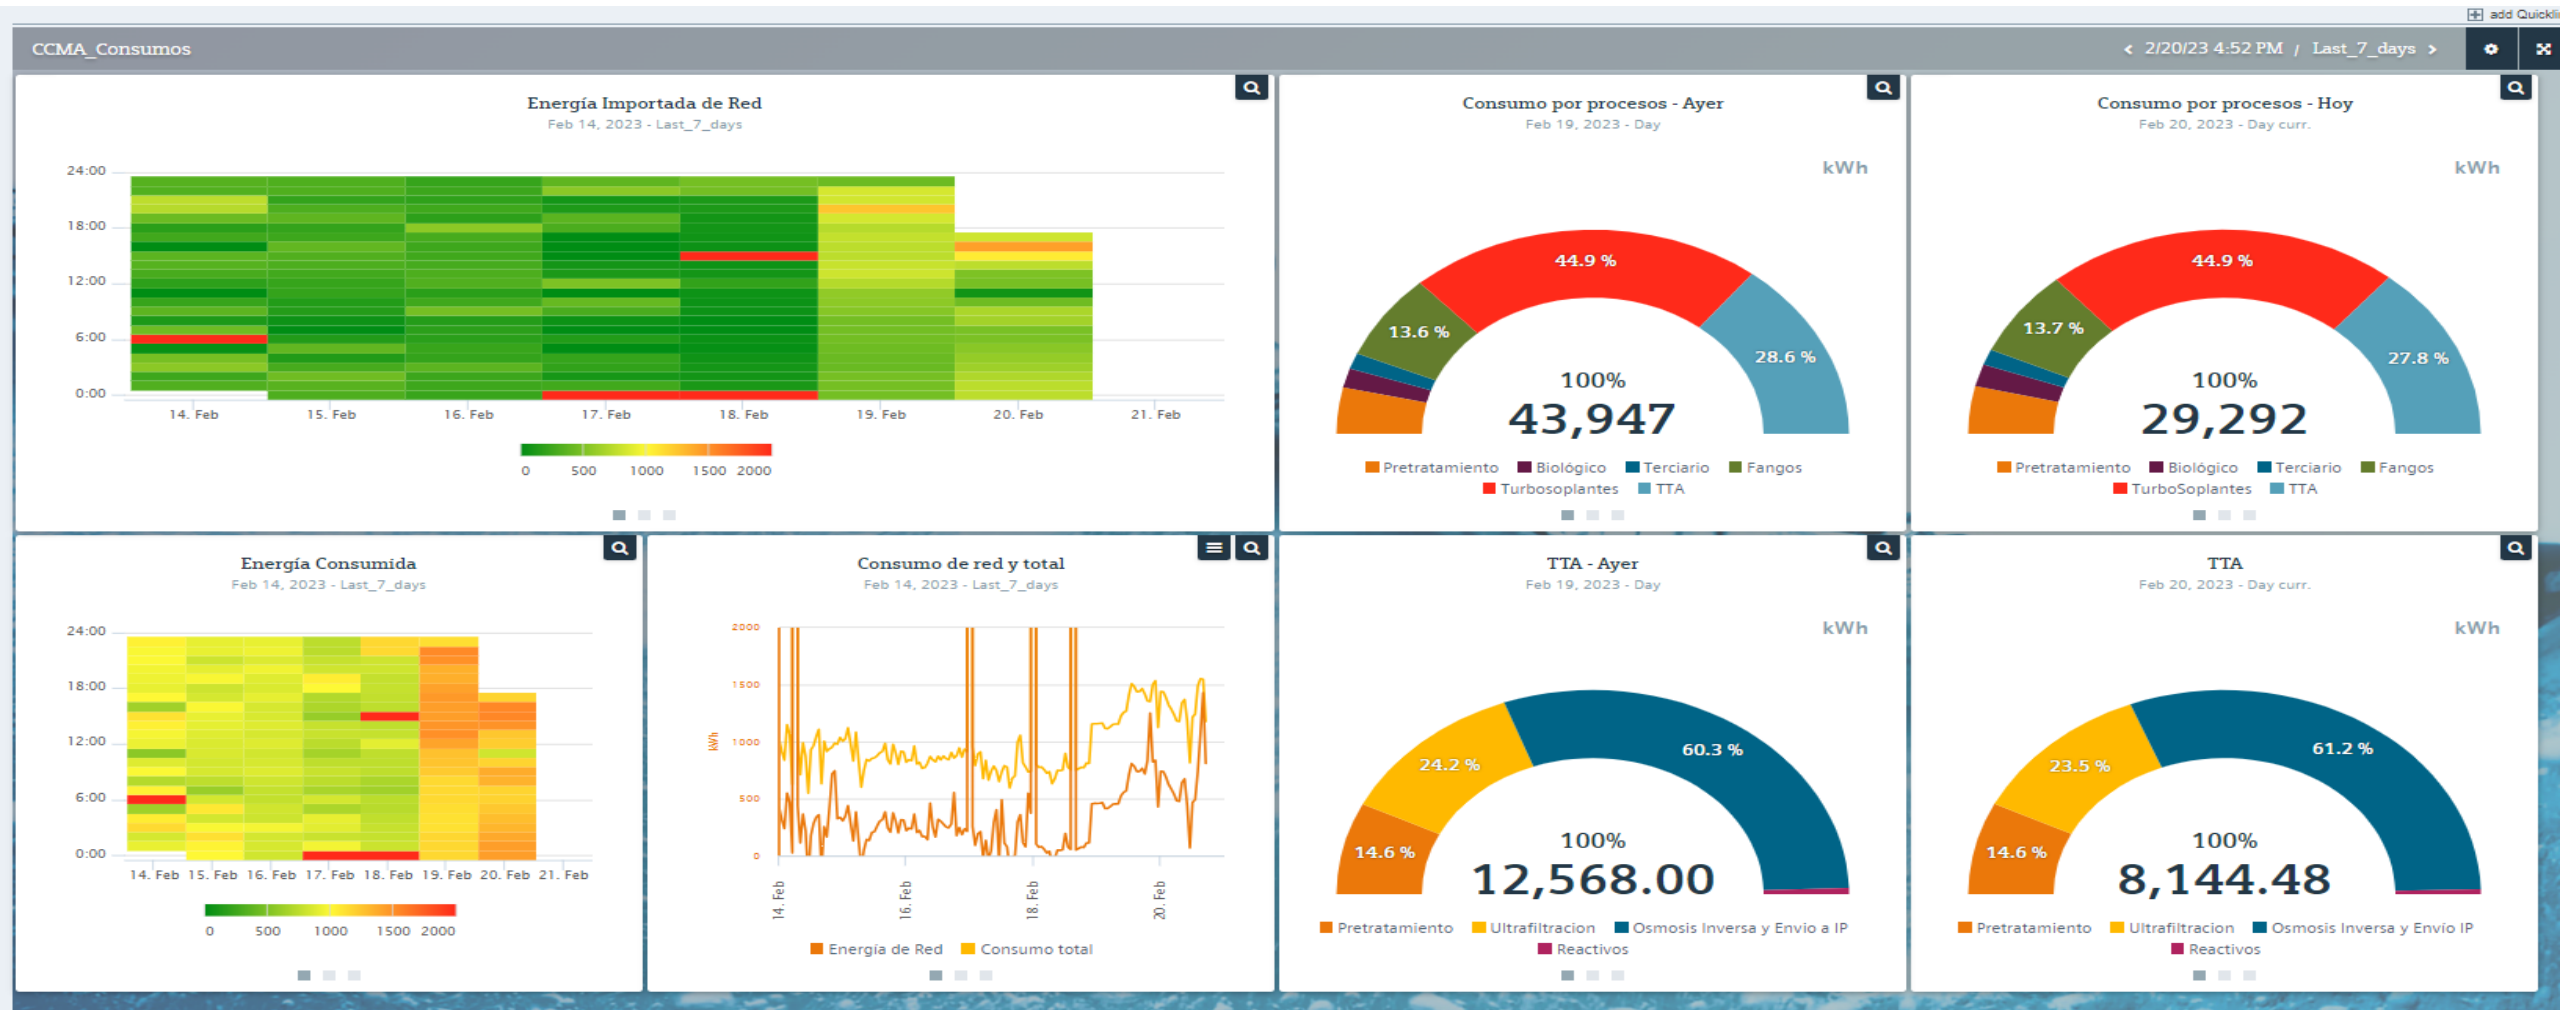 add Quickli
CCMA_Consumos
2/20/23 4:52 PM / Last_7_days
Energía Importada de Red
Feb 14, 2023 - Last_7_days
24:00
18:00
12:00
6:00
0:00
14. Feb 15. Feb 16. Feb 17. Feb 18. Feb 19. Feb 20. Feb 21. Feb
0 500 1000 1500 2000
Consumo por procesos - Ayer
Feb 19, 2023 - Day
kWh
44.9 %
13.6 %
28.6 %
100%
43,947
Pretratamiento Biológico Terciario Fangos
Turbosoplantes TTA
Consumo por procesos - Hoy
Feb 20, 2023 - Day curr.
kWh
44.9 %
13.7 %
27.8 %
100%
29,292
Pretratamiento Biológico Terciario Fangos
TurboSoplantes TTA
Energía Consumida
Feb 14, 2023 - Last_7_days
24:00
18:00
12:00
6:00
0:00
14. Feb 15. Feb 16. Feb 17. Feb 18. Feb 19. Feb 20. Feb 21. Feb
0 500 1000 1500 2000
Consumo de red y total
Feb 14, 2023 - Last_7_days
2000
1500
kWh
1000
500
0
14. Feb 16. Feb 18. Feb 20. Feb
Energía de Red Consumo total
TTA - Ayer
Feb 19, 2023 - Day
kWh
60.3 %
24.2 %
14.6 %
100%
12,568.00
Pretratamiento Ultrafiltracion Osmosis Inversa y Envio a IP
Reactivos
TTA
Feb 20, 2023 - Day curr.
kWh
61.2 %
23.5 %
14.6 %
100%
8,144.48
Pretratamiento Ultrafiltracion Osmosis Inversa y Envío IP
Reactivos